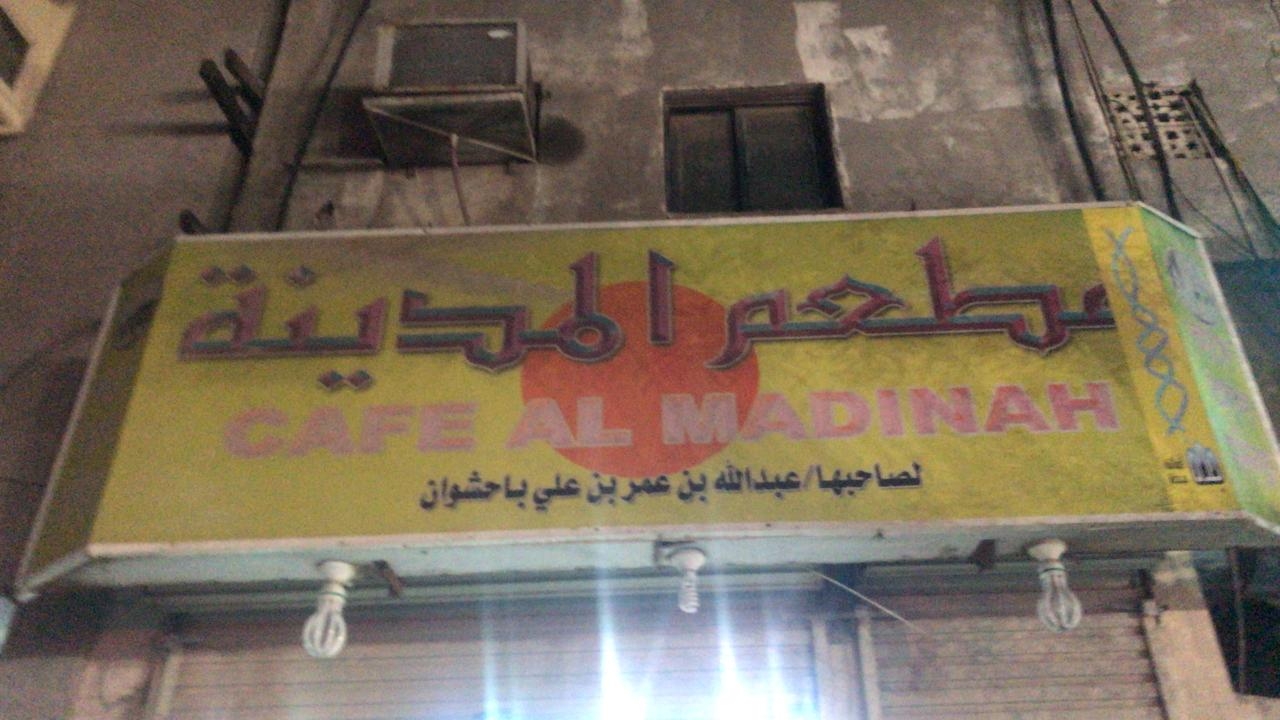 مطعم المدينة
CAFE AL MADINAH
لصاحبها/عبدالله بن عمر بن علي باحشوان